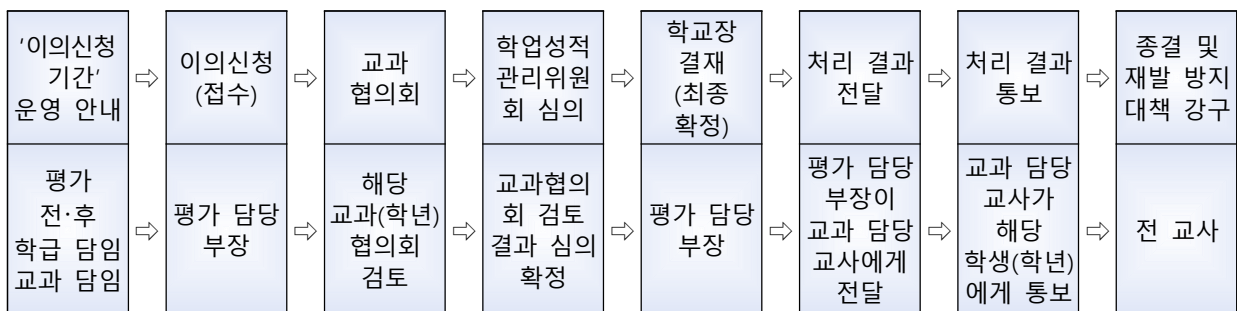 '이의신청
기간'
운영 안내
⇨
이의신청
(접수)
⇨
교과
협의회
⇨
학업성적
관리위원
회 심의
⇨
학교장
결재
(최종
확정)
⇨
처리 결과
전달
⇨
처리 결과
통보
⇨
종결 및
재발 방지
대책 강구
평가
전·후
학급 담임
교과 담임
⇨
평가 담당
부장
⇨
해당
교과(학년)
협의회
검토
⇨
교과협의
회 검토
결과 심의
확정
⇨
평가 담당
부장
⇨
평가 담당
부장이
교과 담당
교사에게
전달
⇨
교과 담당
교사가
해당
학생(학년)
에게 통보
⇨
전 교사